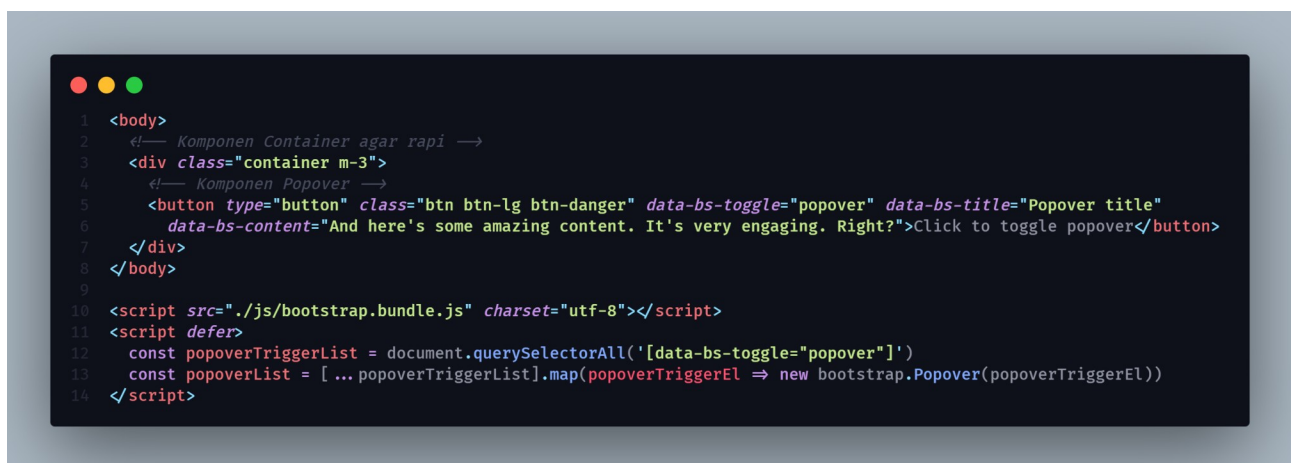 1 <body>
2 <!-- Komponen Container agar rapi -->
3 <div class="container m-3">
4 <!-- Komponen Popover -->
5 <button type="button" class="btn btn-lg btn-danger" data-bs-toggle="popover" data-bs-title="Popover title"
6 data-bs-content="And here's some amazing content. It's very engaging. Right?">Click to toggle popover</button>
7 </div>
8 </body>
9
10 <script src="./js/bootstrap.bundle.js" charset="utf-8"></script>
11 <script defer>
12 const popoverTriggerList = document.querySelectorAll('[data-bs-toggle="popover"]')
13 const popoverList = [...popoverTriggerList].map(popoverTriggerEl => new bootstrap.Popover(popoverTriggerEl))
14 </script>